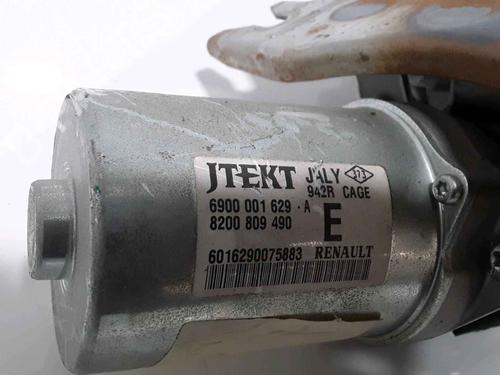 JTEKT JALY
942R CAGE
6900 001 629 - A
8200 809 490 E
6016290075883 RENAULT